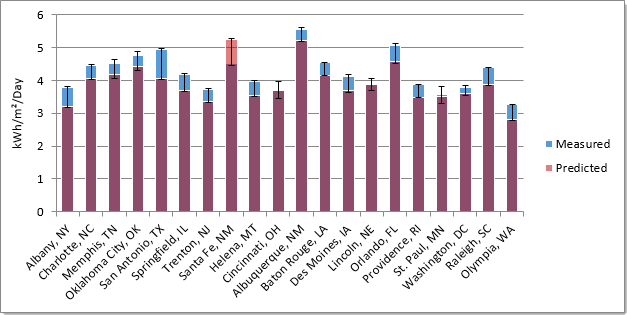 6
5
4
3
2
1
0
kWh/m²/Day
Measured
Predicted
Albany, NY
Charlotte, NC
Memphis, TN
Oklahoma City, OK
San Antonio, TX
Springfield, IL
Trenton, NJ
Santa Fe, NM
Helena, MT
Cincinnati, OH
Albuquerque, NM
Baton Rouge, LA
Des Moines, IA
Lincoln, NE
Orlando, FL
Providence, RI
St. Paul, MN
Washington, DC
Raleigh, SC
Olympia, WA